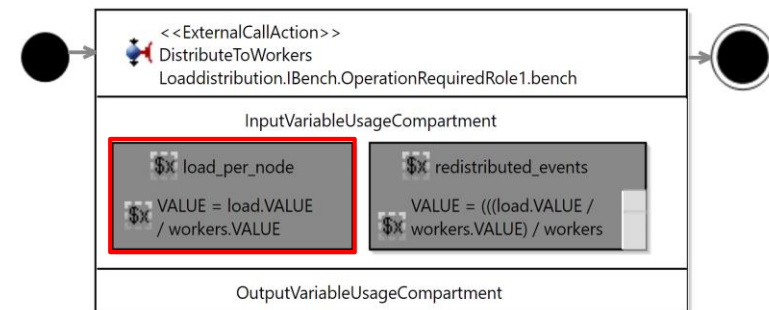 <<ExternalCallAction>>
DistributeToWorkers
Loaddistribution.IBench.OperationRequiredRole1.bench
InputVariableUsageCompartment
$x load_per_node
$x VALUE = load.VALUE
/ workers.VALUE
$x redistributed_events
VALUE = (((load.VALUE /
$x workers.VALUE) / workers
OutputVariableUsageCompartment